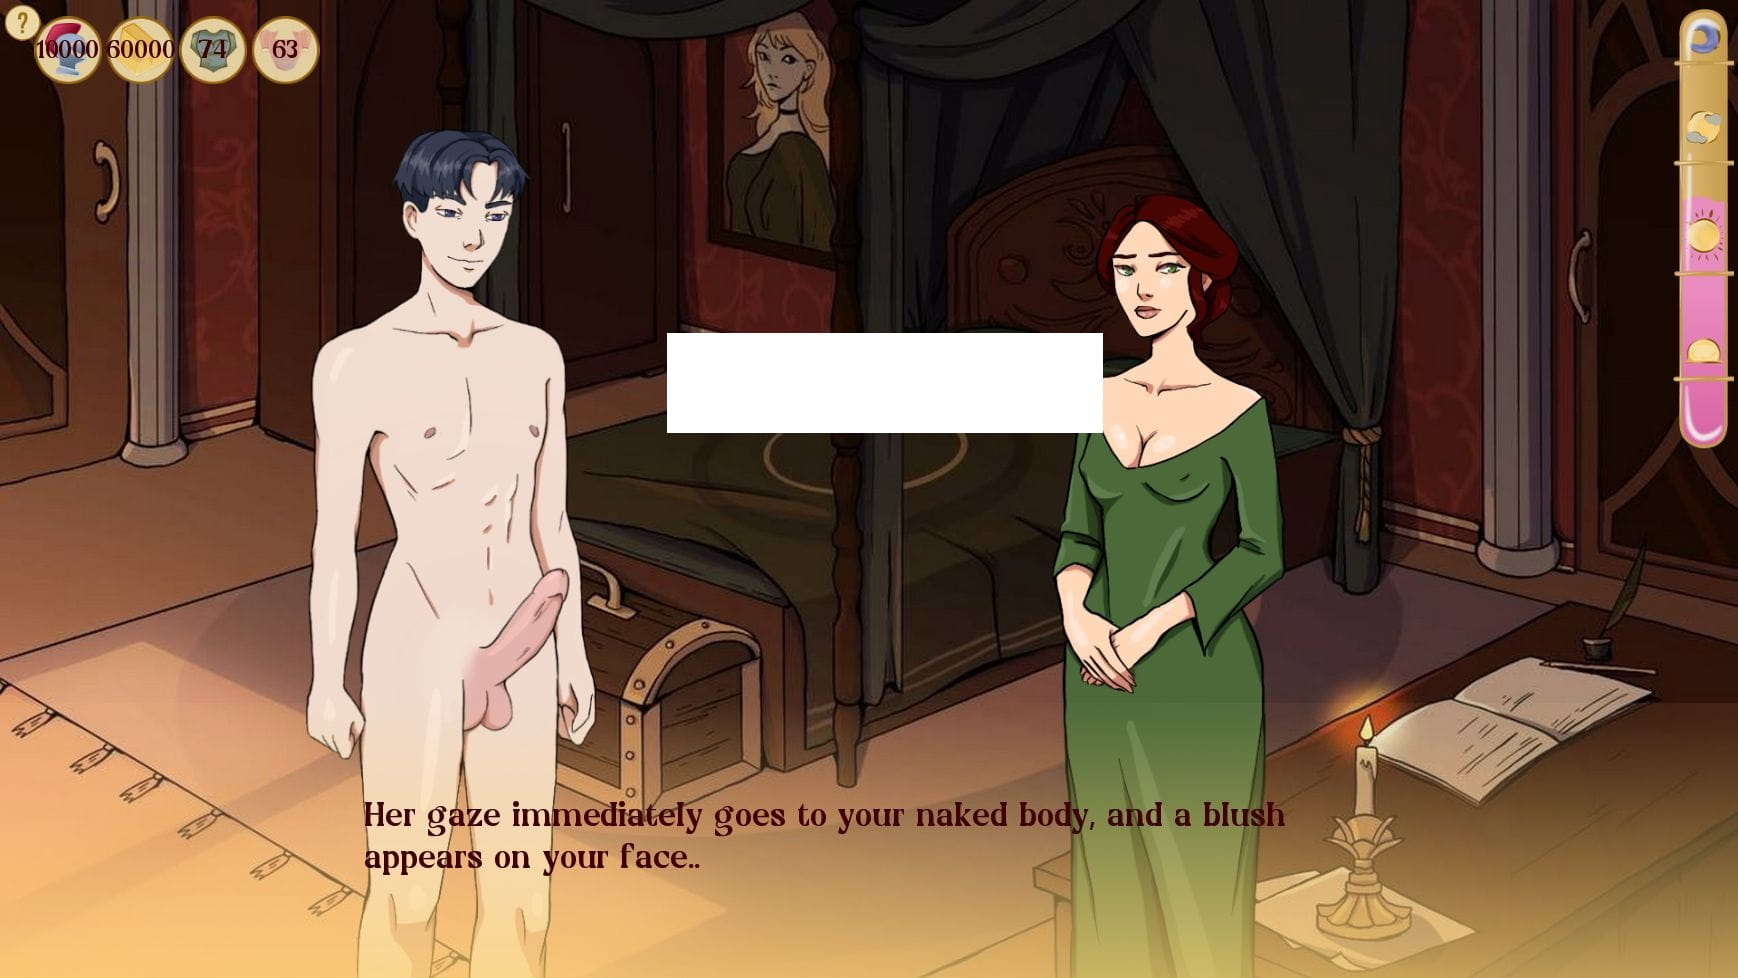 ?
10000 60000 74 63
Her gaze immediately goes to your naked body, and a blush
appears on your face..